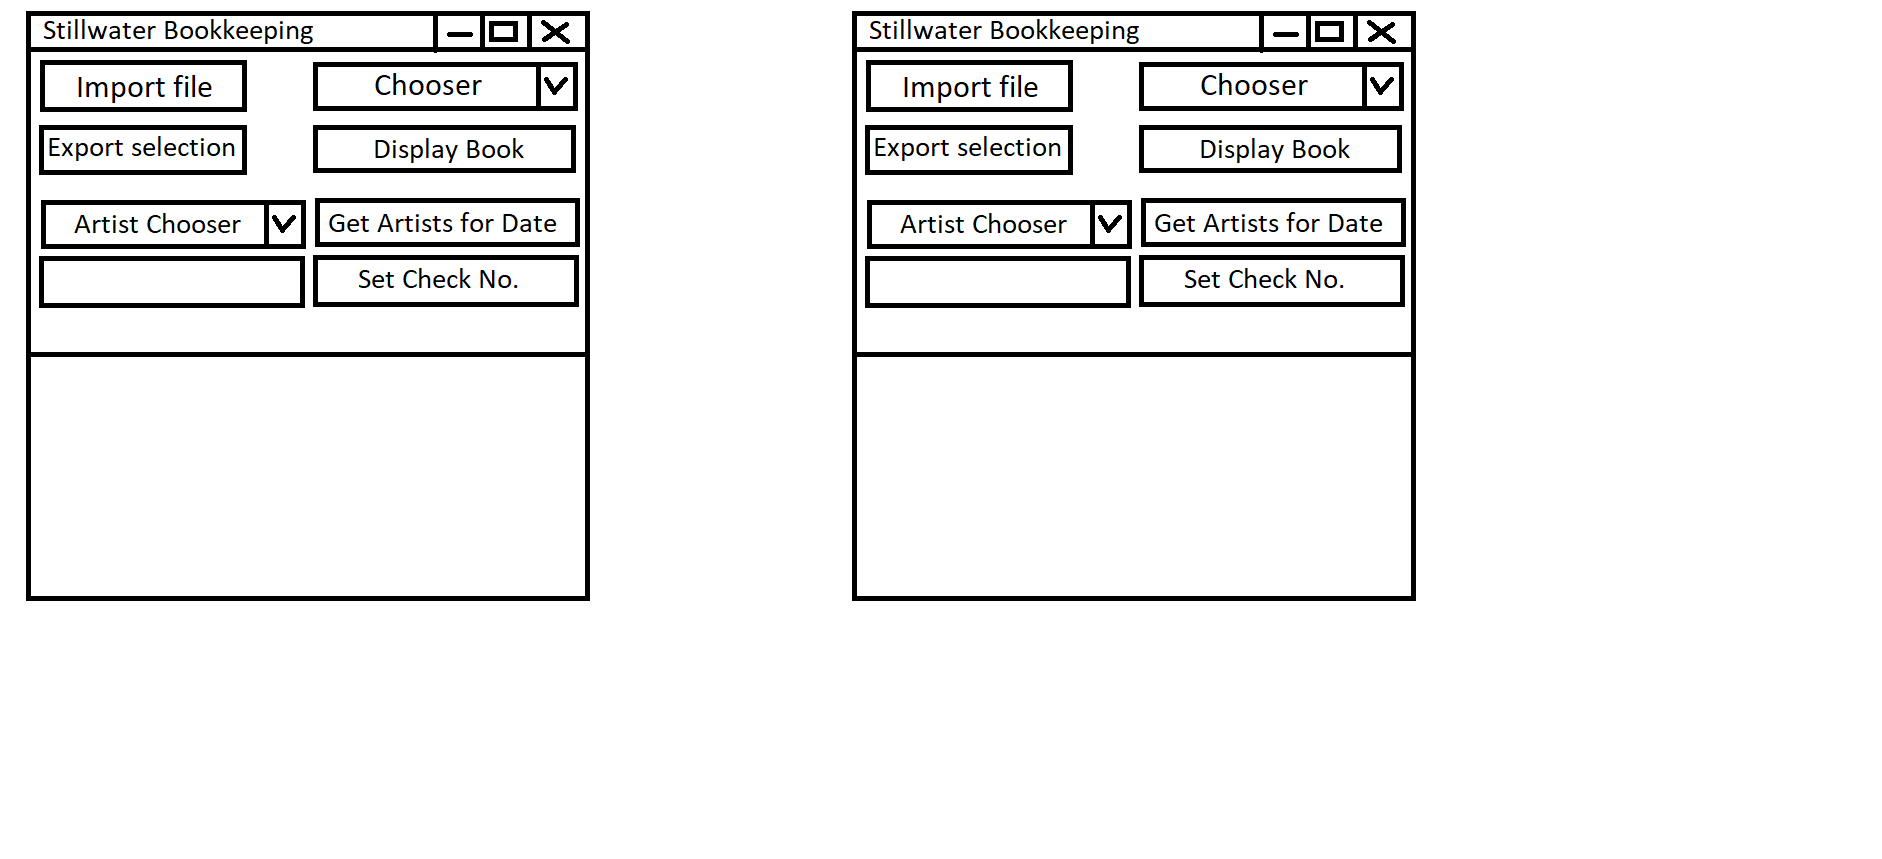 Stillwater Bookkeeping
Import file
Chooser
Export selection
Display Book
Artist Chooser
Get Artists for Date
Set Check No.
Stillwater Bookkeeping
Import file
Chooser
Export selection
Display Book
Artist Chooser
Get Artists for Date
Set Check No.